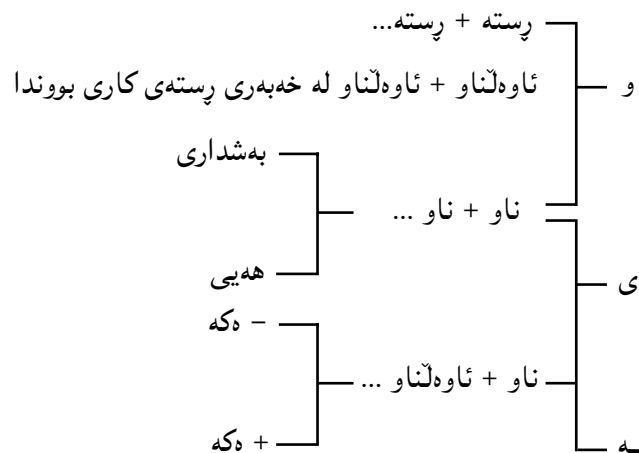 ڕستە + ڕستە...
و
ئاوەڵناو + ئاوەڵناو لە خەبەری ڕستەی کاری بووندا
بەشداری
ناو + ناو ...
هەیی
ی
– ەکە
ناو + ئاوەڵناو ...
+ ەکە
ـە